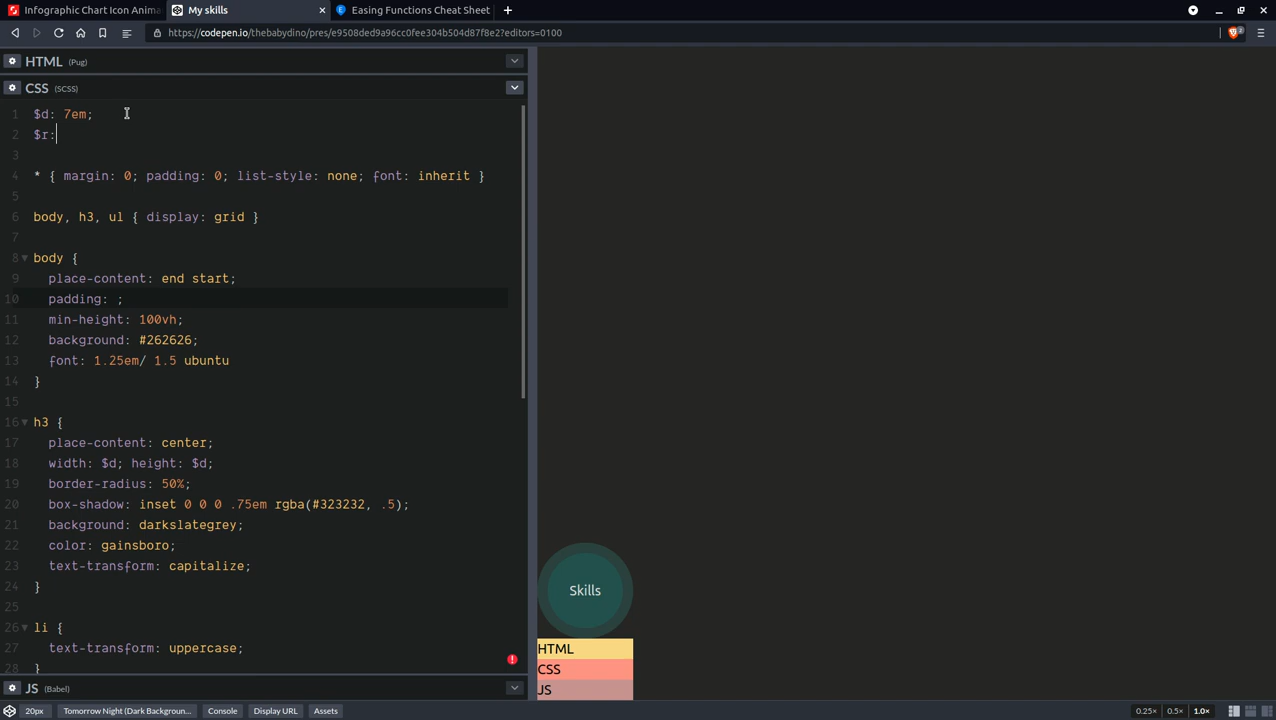 Infographic Chart Icon Anima
My skills
Easing Functions Cheat Sheet
https://codepen.io/thebabydino/pres/e9508ded9a96cc0fee304b504d87f8e2?editors=0100
2
HTML (Pug)
CSS (SCSS)
1 $d: 7em;
2 $r:
3
4 * { margin: 0; padding: 0; list-style: none; font: inherit }
5
6 body, h3, ul { display: grid }
7
8 body {
9 place-content: end start;
10 padding: ;
11 min-height: 100vh;
12 background: #262626;
13 font: 1.25em/ 1.5 ubuntu
14 }
15
16 h3 {
17 place-content: center;
18 width: $d; height: $d;
19 border-radius: 50%;
20 box-shadow: inset 0 0 0 .75em rgba(#323232, .5);
21 background: darkslategrey;
22 color: gainsboro;
23 text-transform: capitalize;
24 }
25
26 li {
27 text-transform: uppercase;
28 }
Skills
HTML
CSS
JS
JS (Babel)
20px Tomorrow Night (Dark Backgroun... Console Display URL Assets 0.25× 0.5× 1.0×